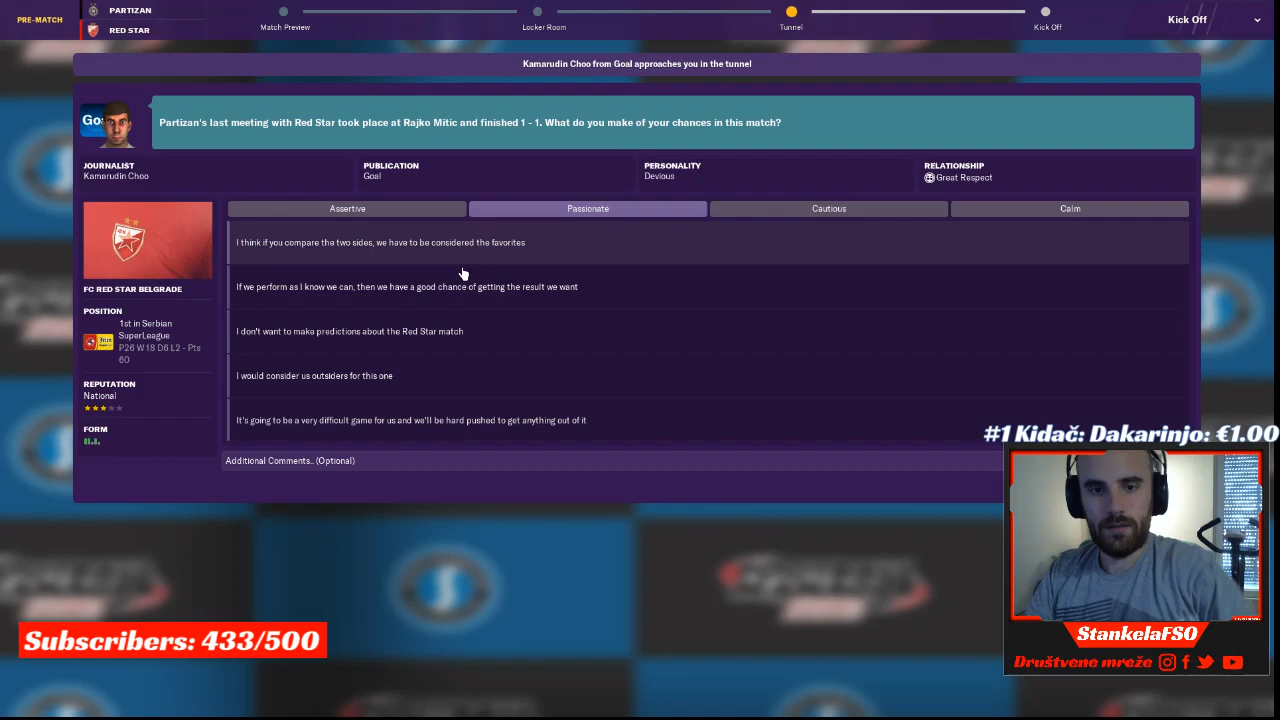 PRE-MATCH
PARTIZAN
RED STAR
Match Preview
Locker Room
Tunnel
Kick Off
Kick Off
Kamarudin Choo from Goal approaches you in the tunnel
Go
Partizan's last meeting with Red Star took place at Rajko Mitic and finished 1 - 1. What do you make of your chances in this match?
JOURNALIST
Kamarudin Choo
PUBLICATION
Goal
PERSONALITY
Devious
RELATIONSHIP
Great Respect
Assertive
Passionate
Cautious
Calm
I think if you compare the two sides, we have to be considered the favorites
If we perform as I know we can, then we have a good chance of getting the result we want
I don't want to make predictions about the Red Star match
I would consider us outsiders for this one
It's going to be a very difficult game for us and we'll be hard pushed to get anything out of it
Additional Comments.. (Optional)
FC RED STAR BELGRADE
POSITION
1st in Serbian
SuperLeague
P26 W18 D6 L2 - Pts
60
REPUTATION
National
FORM
#1 Kidač: Dakarinjo: €1.00
Subscribers: 433/500
StankelaFSO
Društvene mreže